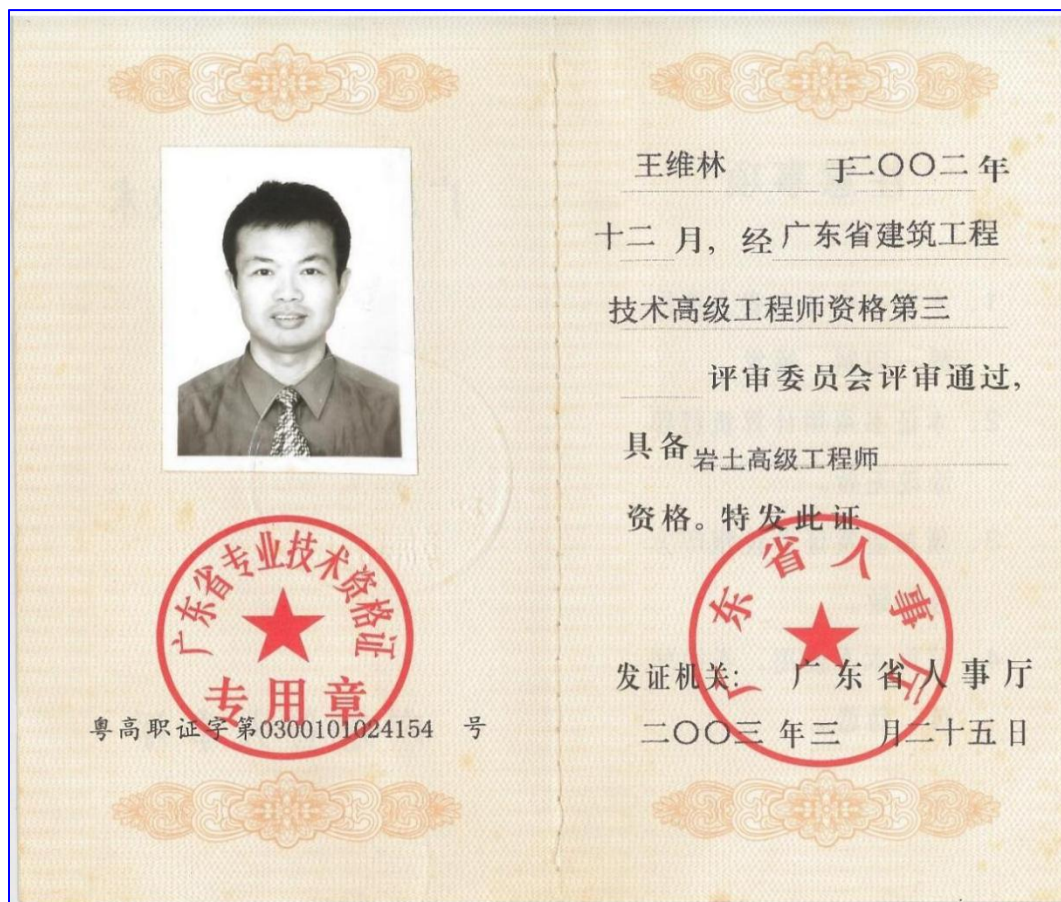 广东省专业技术资格证
专用章
粤高职证字第0300101024154 号
王维林 于二〇〇二年
十二月，经广东省建筑工程
技术高级工程师资格第三
评审委员会评审通过，
具备岩土高级工程师
资格。特发此证
广东省人事厅
发证机关：广东省人事厅
二〇〇三年三月二十五日